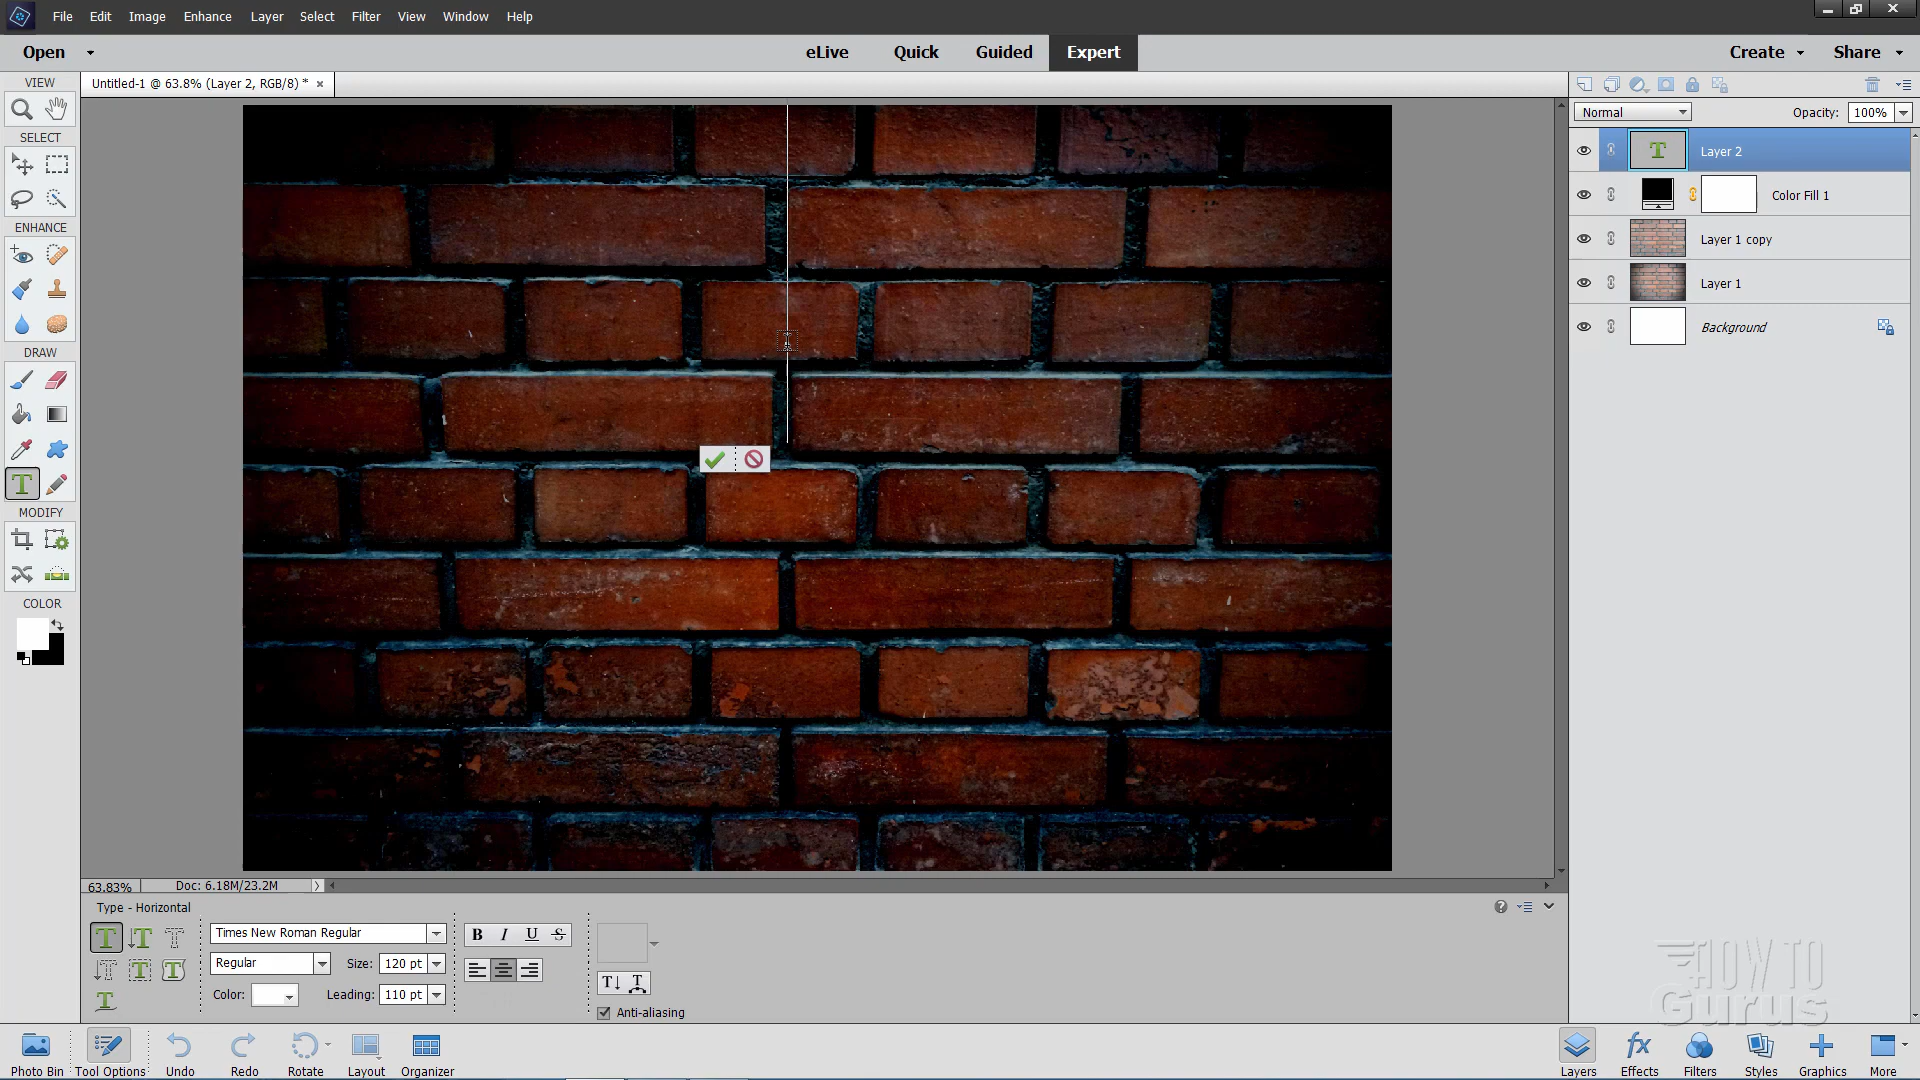 File Edit Image Enhance Layer Select Filter View Window Help
Open eLive Quick Guided Expert Create Share
VIEW
Untitled-1 @ 63.8% (Layer 2, RGB/8) * ×
Normal Opacity: 100%
SELECT
Layer 2
Color Fill 1
ENHANCE
Layer 1 copy
Layer 1
Background
DRAW
MODIFY
COLOR
63.83% Doc: 6.18M/23.2M
Type - Horizontal
Times New Roman Regular
B I U S
Regular Size: 120 pt
Color: Leading: 110 pt
Anti-aliasing
HOW TO
Gurus
Photo Bin Tool Options Undo Redo Rotate Layout Organizer
Layers Effects Filters Styles Graphics More